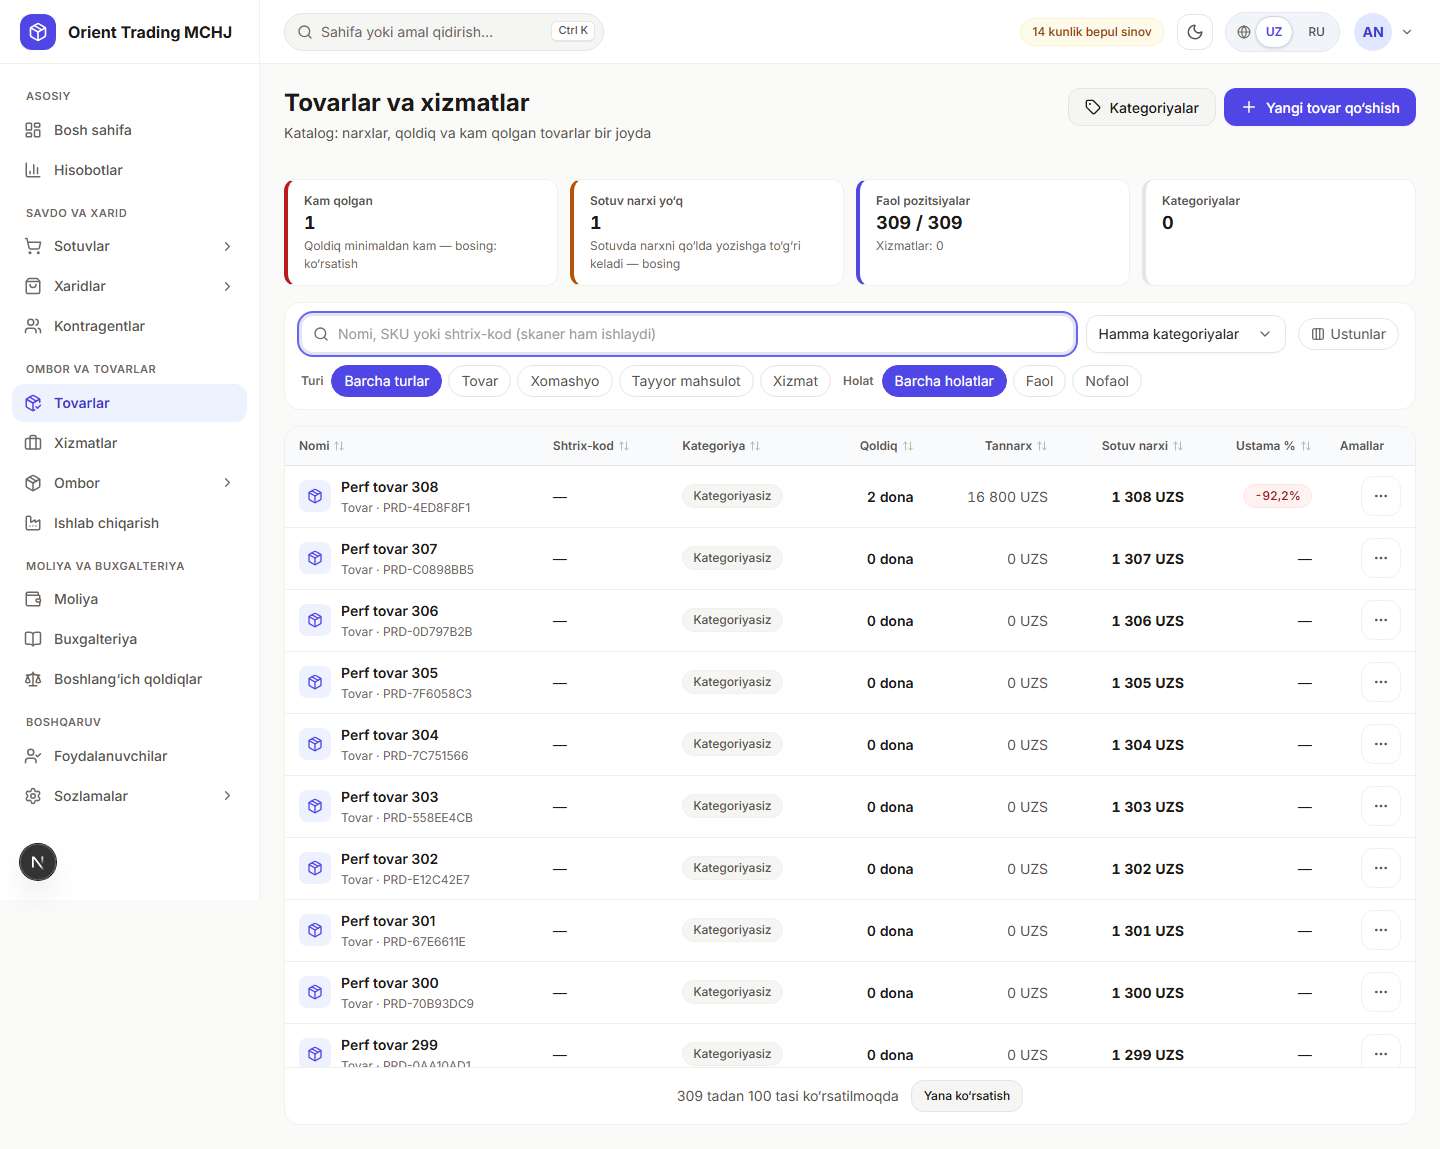 Orient Trading MCHJ
Sahifa yoki amal qidirish...
Ctrl K
14 kunlik bepul sinov
UZ
RU
AN
ASOSIY
Bosh sahifa
Hisobotlar
SAVDO VA XARID
Sotuvlar
Xaridlar
Kontragentlar
OMBOR VA TOVARLAR
Tovarlar
Xizmatlar
Ombor
Ishlab chiqarish
MOLIYA VA BUXGALTERIYA
Moliya
Buxgalteriya
Boshlang‘ich qoldiqlar
BOSHQARUV
Foydalanuvchilar
Sozlamalar
N
Tovarlar va xizmatlar
Katalog: narxlar, qoldiq va kam qolgan tovarlar bir joyda
Kategoriyalar
Yangi tovar qo‘shish
Kam qolgan
1
Qoldiq minimaldan kam — bosing:
ko‘rsatish
Sotuv narxi yo‘q
1
Sotuvda narxni qo‘lda yozishga to‘g‘ri
keladi — bosing
Faol pozitsiyalar
309 / 309
Xizmatlar: 0
Kategoriyalar
0
Nomi, SKU yoki shtrix-kod (skaner ham ishlaydi)
Hamma kategoriyalar
Ustunlar
Turi Barcha turlar Tovar Xomashyo Tayyor mahsulot Xizmat Holat Barcha holatlar Faol Nofaol
Nomi Shtrix-kod Kategoriya Qoldiq Tannarx Sotuv narxi Ustama % Amallar
Perf tovar 308
Tovar · PRD-4ED8F8F1
— Kategoriyasiz 2 dona 16 800 UZS 1 308 UZS -92,2%
Perf tovar 307
Tovar · PRD-C0898BB5
— Kategoriyasiz 0 dona 0 UZS 1 307 UZS —
Perf tovar 306
Tovar · PRD-0D797B2B
— Kategoriyasiz 0 dona 0 UZS 1 306 UZS —
Perf tovar 305
Tovar · PRD-7F6058C3
— Kategoriyasiz 0 dona 0 UZS 1 305 UZS —
Perf tovar 304
Tovar · PRD-7C751566
— Kategoriyasiz 0 dona 0 UZS 1 304 UZS —
Perf tovar 303
Tovar · PRD-558EE4CB
— Kategoriyasiz 0 dona 0 UZS 1 303 UZS —
Perf tovar 302
Tovar · PRD-E12C42E7
— Kategoriyasiz 0 dona 0 UZS 1 302 UZS —
Perf tovar 301
Tovar · PRD-67E6611E
— Kategoriyasiz 0 dona 0 UZS 1 301 UZS —
Perf tovar 300
Tovar · PRD-70B93DC9
— Kategoriyasiz 0 dona 0 UZS 1 300 UZS —
Perf tovar 299
Tovar · PRD-0AA10AD1
— Kategoriyasiz 0 dona 0 UZS 1 299 UZS —
309 tadan 100 tasi ko‘rsatilmoqda
Yana ko‘rsatish